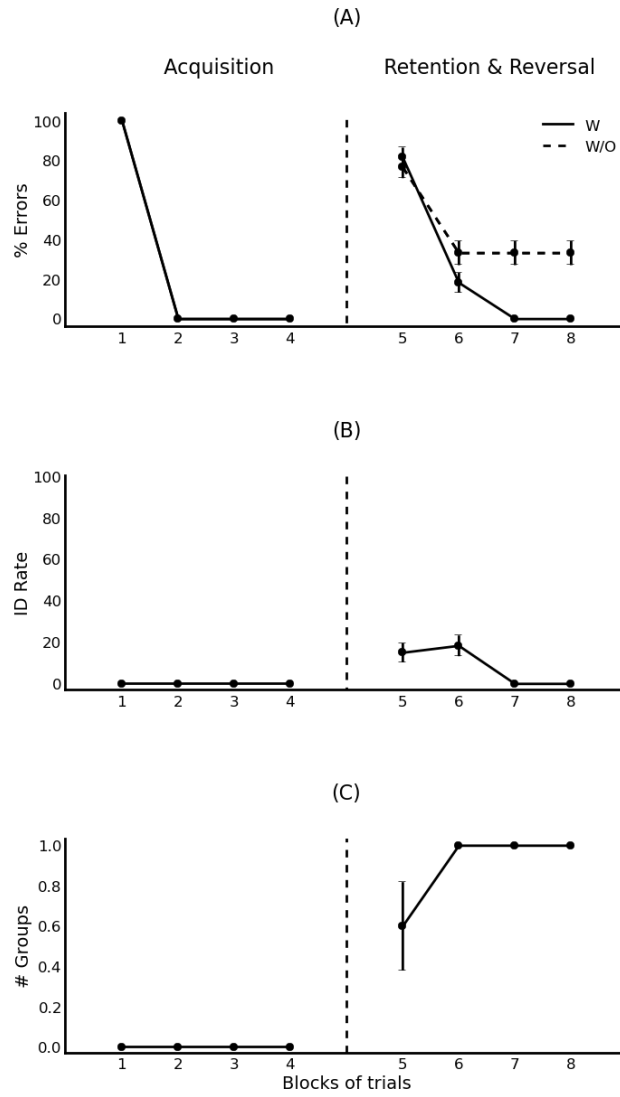 (A)
Acquisition
Retention & Reversal
100
80
60
40
20
0
% Errors
W
W/O
1 2 3 4 5 6 7 8
(B)
100
80
60
40
20
0
ID Rate
1 2 3 4 5 6 7 8
(C)
1.0
0.8
0.6
0.4
0.2
0.0
# Groups
1 2 3 4 5 6 7 8
Blocks of trials